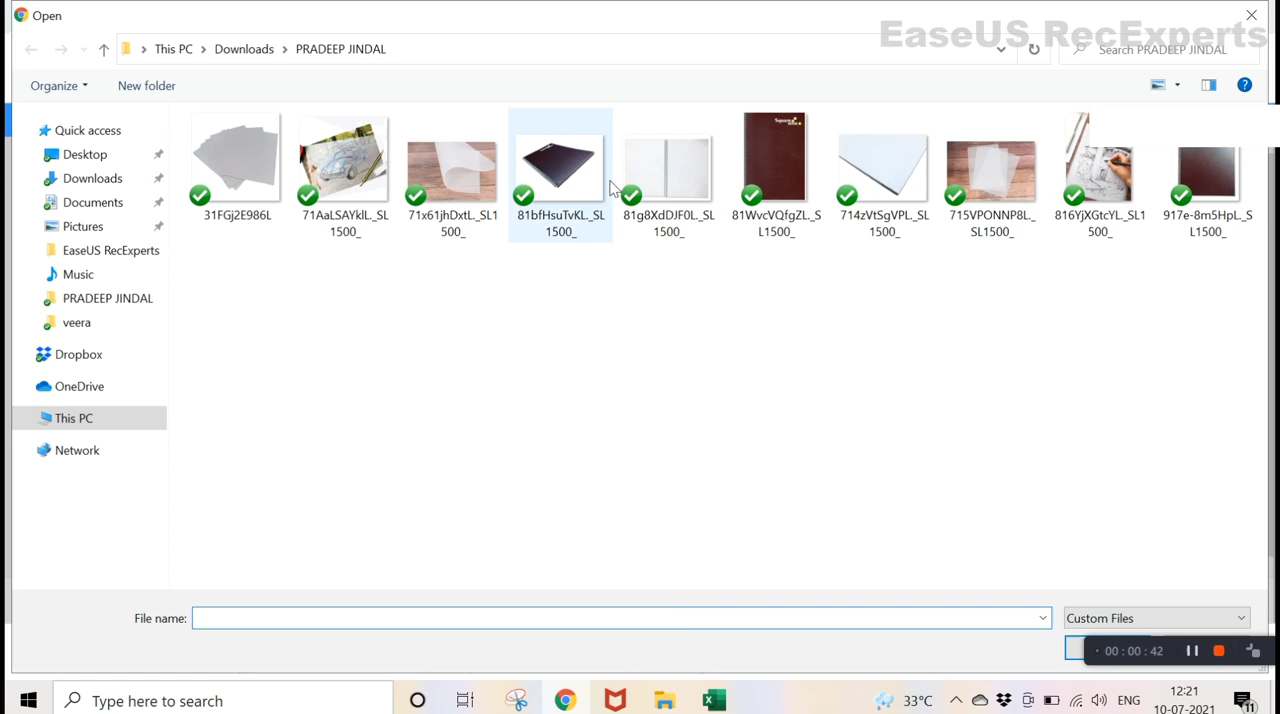 Open
EaseUS RecExperts
This PC > Downloads > PRADEEP JINDAL
Search PRADEEP JINDAL
Organize
New folder
Quick access
Desktop
Downloads
Documents
Pictures
EaseUS RecExperts
Music
PRADEEP JINDAL
veera
Dropbox
OneDrive
This PC
Network
31FGj2E986L
71AaLSAYklL._SL
1500_
71x61jhDxtL._SL1
500_
81bfHsuTvKL._SL
1500_
81g8XdDJF0L._SL
1500_
81WvcVQfgZL._S
L1500_
714zVtSgVPL._SL
1500_
715VPONNP8L._
SL1500_
816YjXGtcYL._SL1
500_
917e-8m5HpL._S
L1500_
File name:
Custom Files
00 : 00 : 42
Type here to search
33°C
ENG
12:21
10-07-2021
11